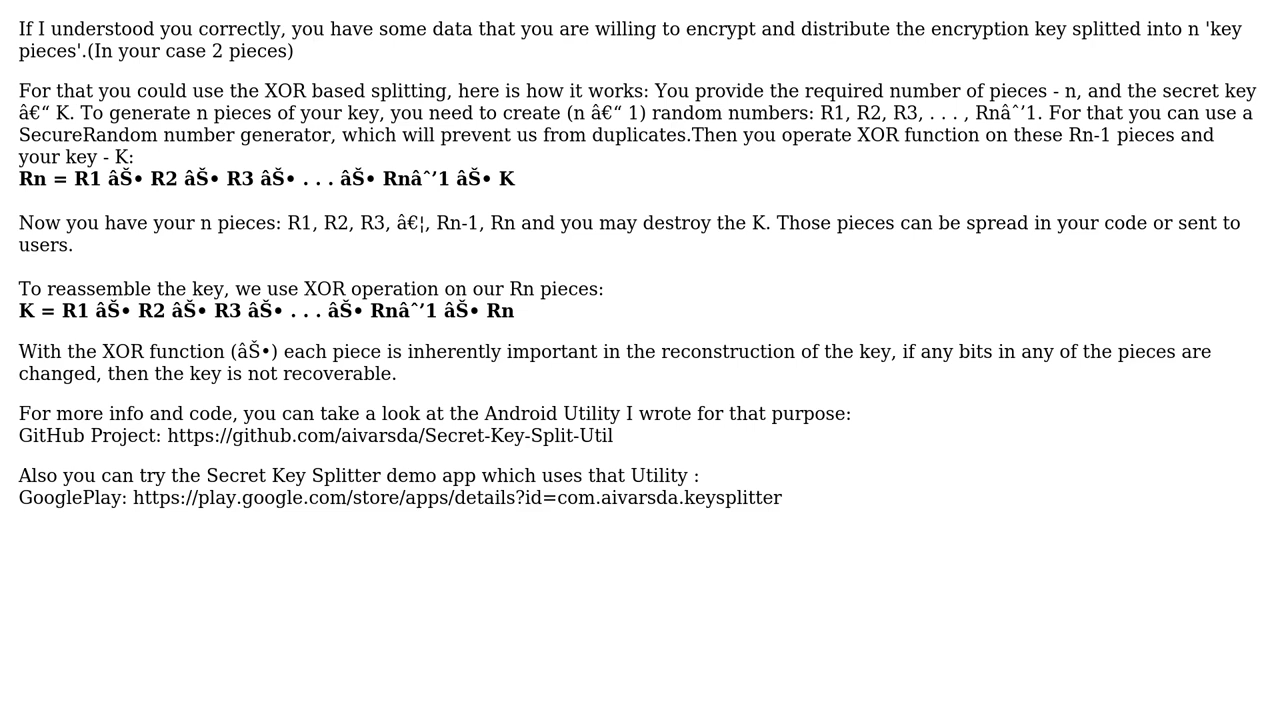 If I understood you correctly, you have some data that you are willing to encrypt and distribute the encryption key splitted into n 'key
pieces'.(In your case 2 pieces)
For that you could use the XOR based splitting, here is how it works: You provide the required number of pieces - n, and the secret key
â€“ K. To generate n pieces of your key, you need to create (n â€“ 1) random numbers: R1, R2, R3, . . . , Rnâˆ’1. For that you can use a
SecureRandom number generator, which will prevent us from duplicates.Then you operate XOR function on these Rn-1 pieces and
your key - K:
Rn = R1 âŠ• R2 âŠ• R3 âŠ• . . . âŠ• Rnâˆ’1 âŠ• K
Now you have your n pieces: R1, R2, R3, â€¦, Rn-1, Rn and you may destroy the K. Those pieces can be spread in your code or sent to
users.
To reassemble the key, we use XOR operation on our Rn pieces:
K = R1 âŠ• R2 âŠ• R3 âŠ• . . . âŠ• Rnâˆ’1 âŠ• Rn
With the XOR function (âŠ•) each piece is inherently important in the reconstruction of the key, if any bits in any of the pieces are
changed, then the key is not recoverable.
For more info and code, you can take a look at the Android Utility I wrote for that purpose:
GitHub Project: https://github.com/aivarsda/Secret-Key-Split-Util
Also you can try the Secret Key Splitter demo app which uses that Utility :
GooglePlay: https://play.google.com/store/apps/details?id=com.aivarsda.keysplitter